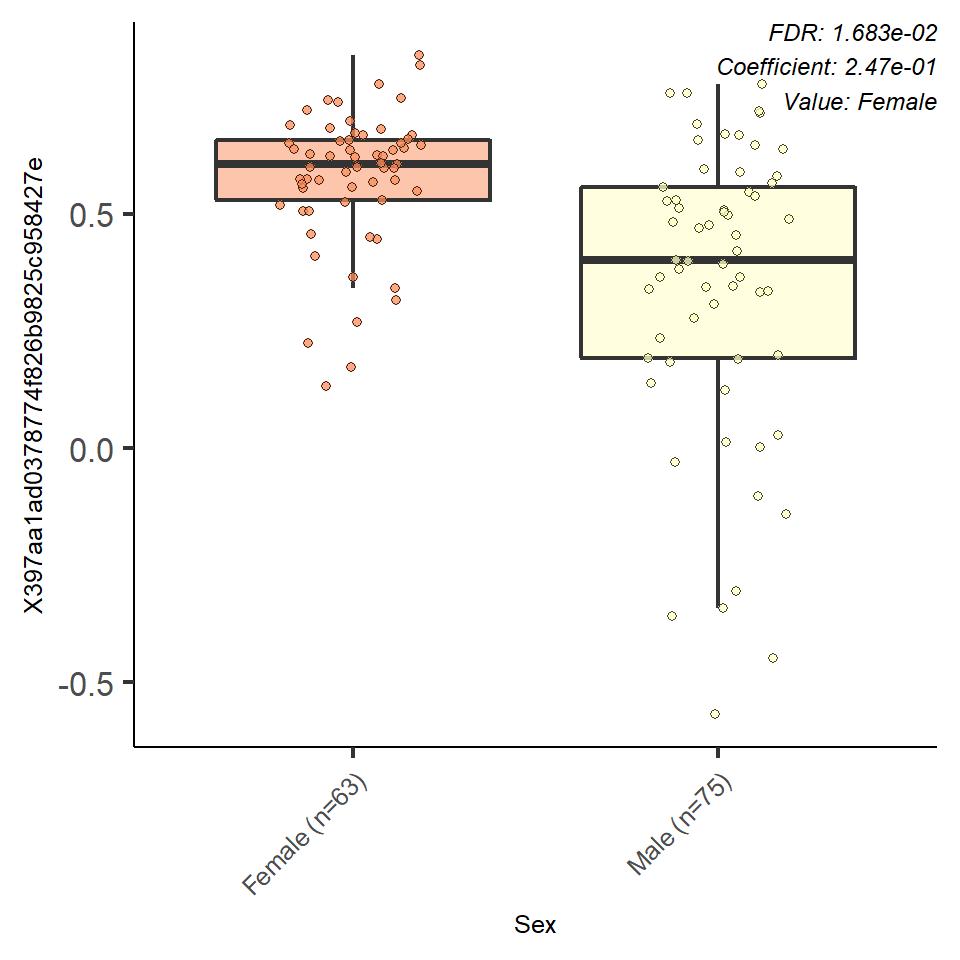 FDR: 1.683e-02
Coefficient: 2.47e-01
Value: Female
X397aa1ad0378774f826b9825c958427e
0.5
0.0
-0.5
Female (n=63)
Male (n=75)
Sex